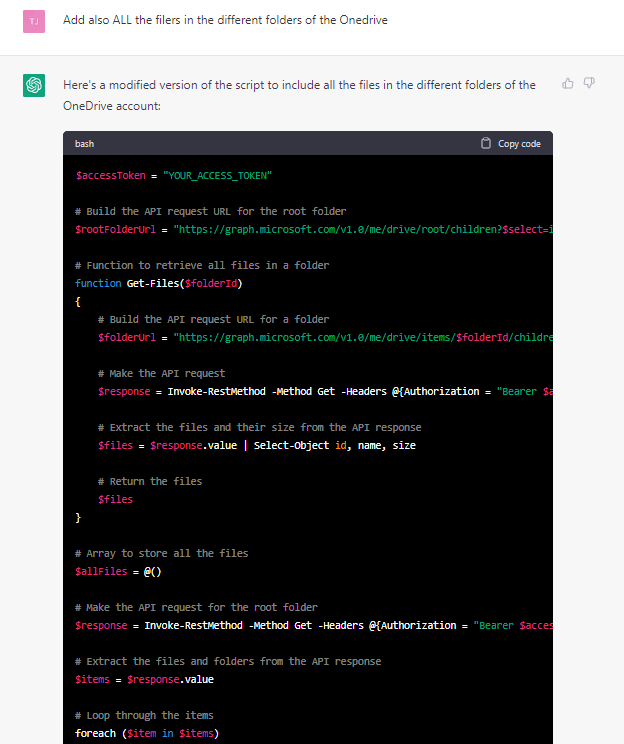 TJ
Add also ALL the filers in the different folders of the Onedrive
Here's a modified version of the script to include all the files in the different folders of the
OneDrive account:
bash Copy code
$accessToken = "YOUR_ACCESS_TOKEN"
# Build the API request URL for the root folder
$rootFolderUrl = "https://graph.microsoft.com/v1.0/me/drive/root/children?$select=i
# Function to retrieve all files in a folder
function Get-Files($folderId)
{
# Build the API request URL for a folder
$folderUrl = "https://graph.microsoft.com/v1.0/me/drive/items/$folderId/childre
# Make the API request
$response = Invoke-RestMethod -Method Get -Headers @{Authorization = "Bearer $a
# Extract the files and their size from the API response
$files = $response.value | Select-Object id, name, size
# Return the files
$files
}
# Array to store all the files
$allFiles = @()
# Make the API request for the root folder
$response = Invoke-RestMethod -Method Get -Headers @{Authorization = "Bearer $acces
# Extract the files and folders from the API response
$items = $response.value
# Loop through the items
foreach ($item in $items)